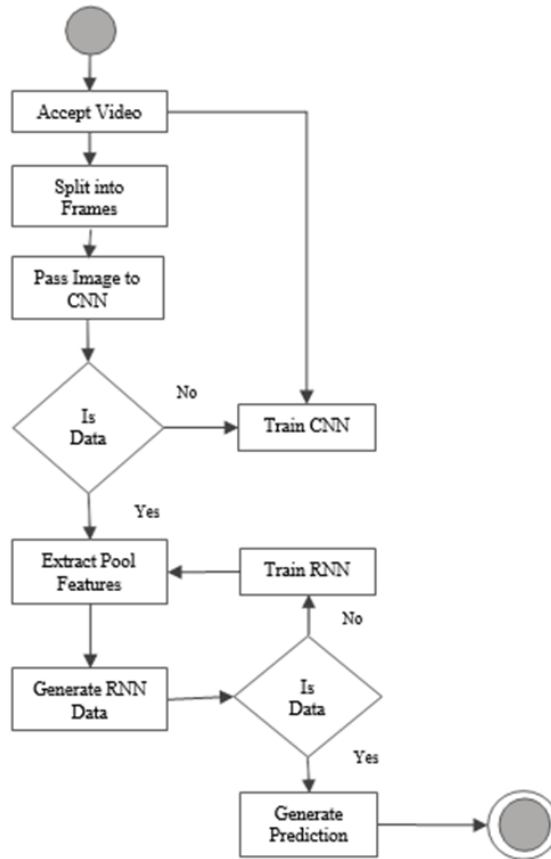 Accept Video
Split into
Frames
Pass Image to
CNN
Is
Data
No
Train CNN
Yes
Extract Pool
Features
Train RNN
No
Generate RNN
Data
Is
Data
Yes
Generate
Prediction